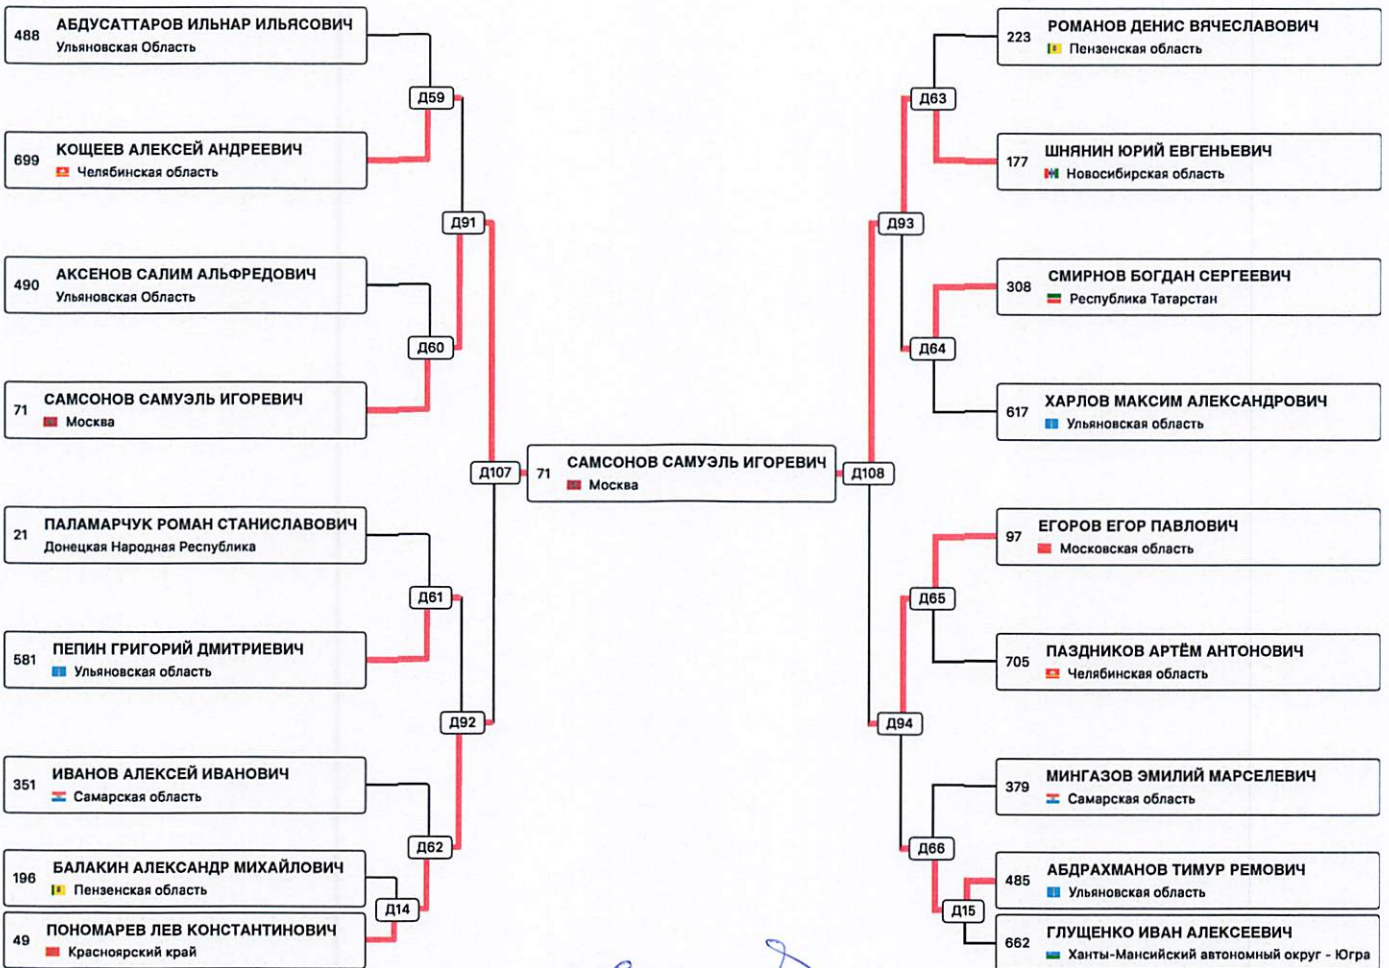 488 АБДУСАТТАРОВ ИЛЬНАР ИЛЬЯСОВИЧ
Ульяновская Область
Д59
699 КОЩЕЕВ АЛЕКСЕЙ АНДРЕЕВИЧ
Челябинская область
Д91
490 АКСЕНОВ САЛИМ АЛЬФРЕДОВИЧ
Ульяновская Область
Д60
71 САМСОНОВ САМУЭЛЬ ИГОРЕВИЧ
Москва
Д107
21 ПАЛАМАРЧУК РОМАН СТАНИСЛАВОВИЧ
Донецкая Народная Республика
Д61
581 ПЕПИН ГРИГОРИЙ ДМИТРИЕВИЧ
Ульяновская область
Д92
351 ИВАНОВ АЛЕКСЕЙ ИВАНОВИЧ
Самарская область
Д62
196 БАЛАКИН АЛЕКСАНДР МИХАЙЛОВИЧ
Пензенская область
Д14
49 ПОНОМАРЕВ ЛЕВ КОНСТАНТИНОВИЧ
Красноярский край
71 САМСОНОВ САМУЭЛЬ ИГОРЕВИЧ
Москва
223 РОМАНОВ ДЕНИС ВЯЧЕСЛАВОВИЧ
Пензенская область
Д63
177 ШНЯНИН ЮРИЙ ЕВГЕНЬЕВИЧ
Новосибирская область
Д93
308 СМИРНОВ БОГДАН СЕРГЕЕВИЧ
Республика Татарстан
Д64
617 ХАРЛОВ МАКСИМ АЛЕКСАНДРОВИЧ
Ульяновская область
Д108
97 ЕГОРОВ ЕГОР ПАВЛОВИЧ
Московская область
Д65
705 ПАЗДНИКОВ АРТЁМ АНТОНОВИЧ
Челябинская область
Д94
379 МИНГАЗОВ ЭМИЛИЙ МАРСЕЛЕВИЧ
Самарская область
Д66
485 АБДРАХМАНОВ ТИМУР РЕМОВИЧ
Ульяновская область
Д15
662 ГЛУЩЕНКО ИВАН АЛЕКСЕЕВИЧ
Ханты-Мансийский автономный округ - Югра